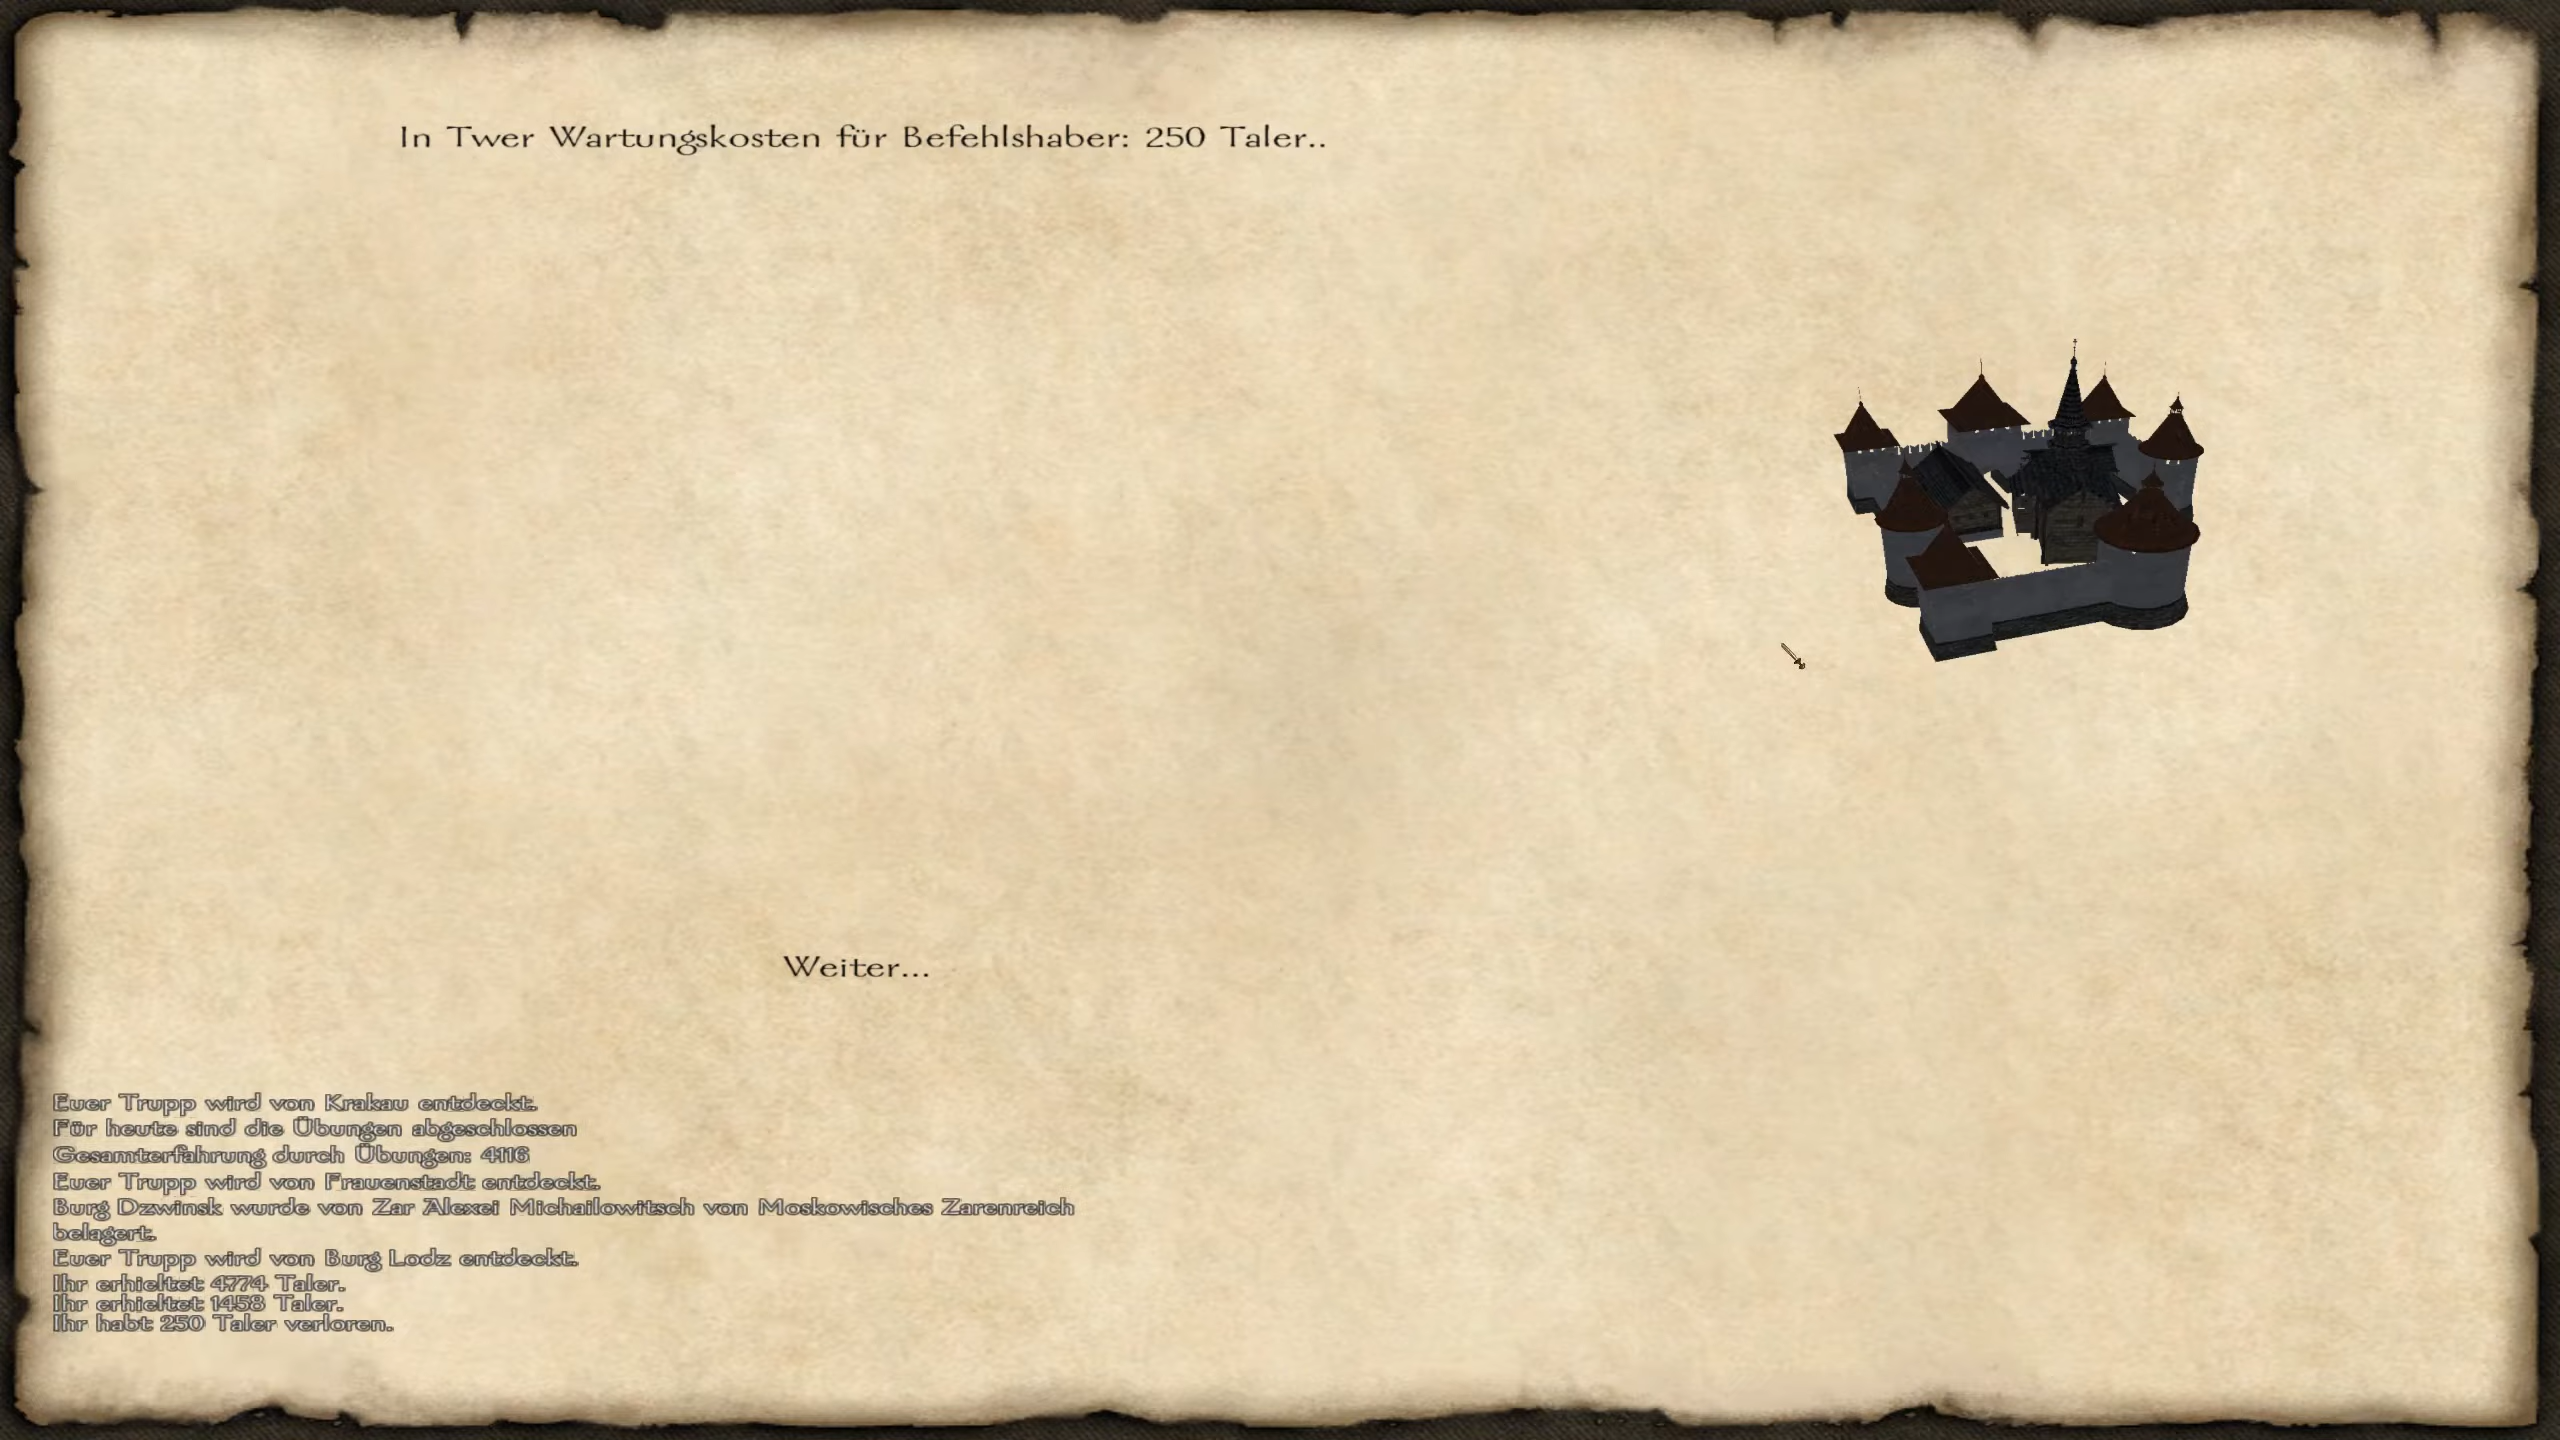 In Twer Wartungskosten für Befehlshaber: 250 Taler..
Weiter...
Euer Trupp wird von Krakau entdeckt.
Für heute sind die Übungen abgeschlossen
Gesamterfahrung durch Übungen: 4116
Euer Trupp wird von Frauenstadt entdeckt.
Burg Dzwinsk wurde von Zar Alexei Michailowitsch von Moskowisches Zarenreich
belagert.
Euer Trupp wird von Burg Lodz entdeckt.
Ihr erhieltet 4774 Taler.
Ihr erhieltet 1458 Taler.
Ihr habt 250 Taler verloren.